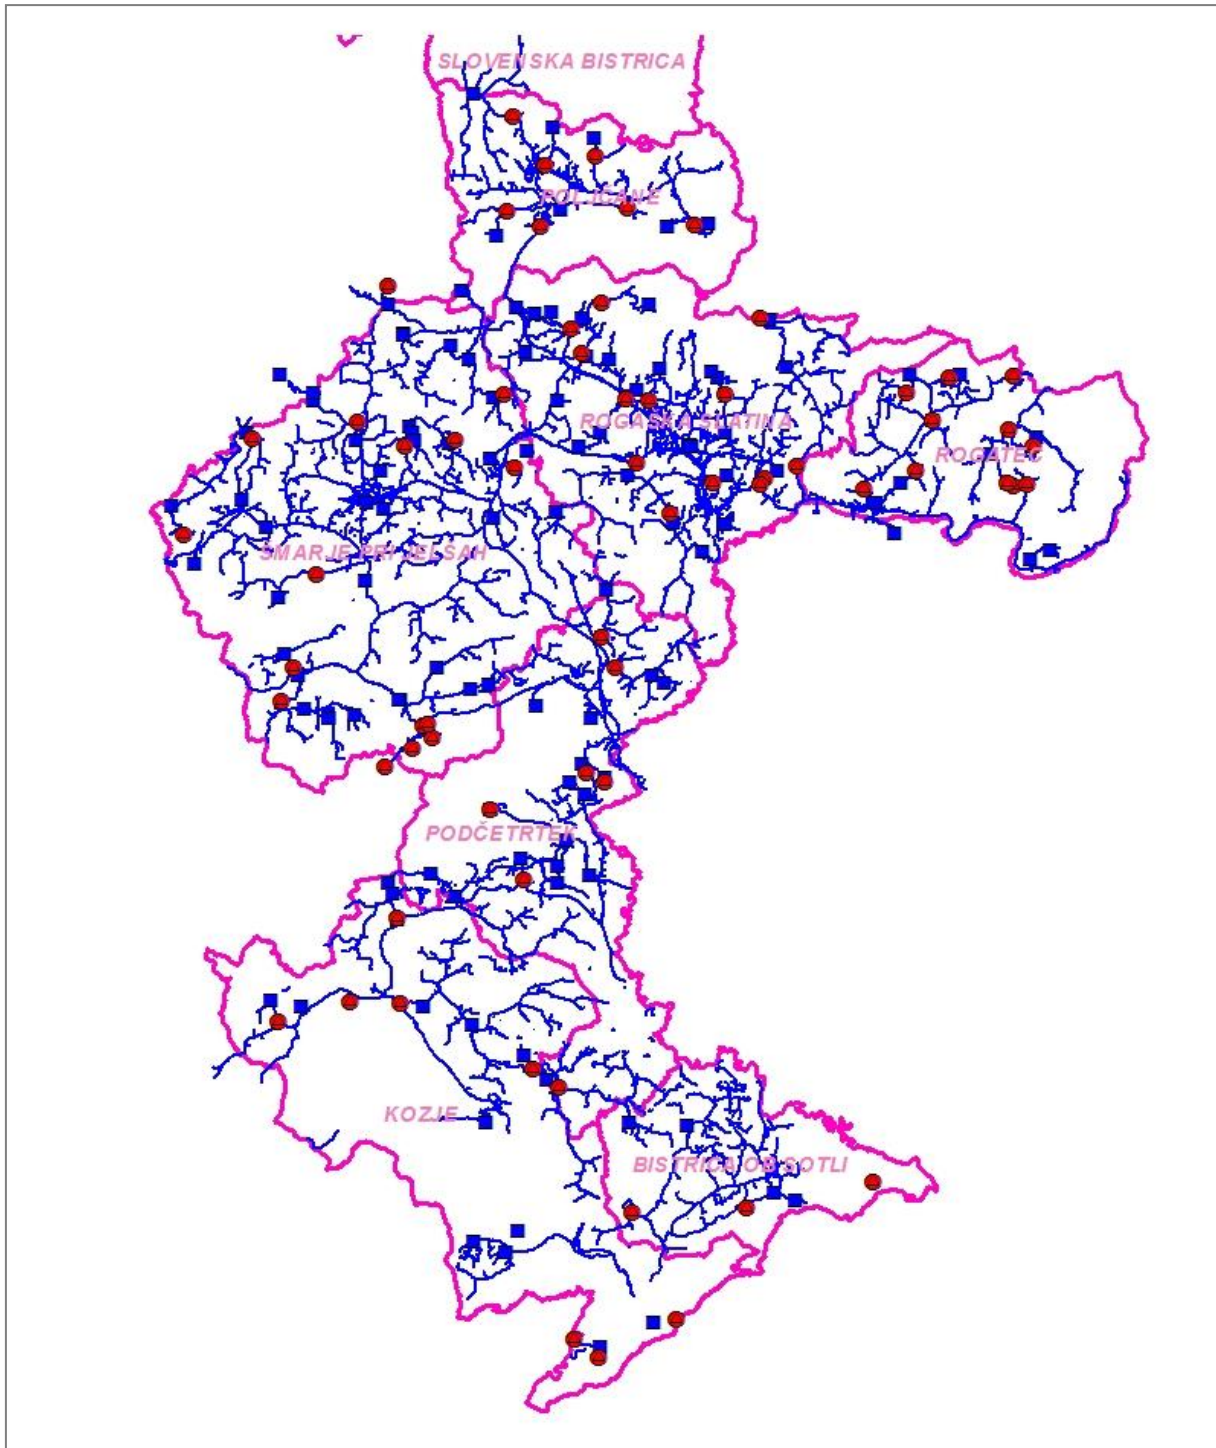 SLOVENSKA BISTRICA
POLJČANE
ROGAŠKA SLATINA
ROGATEC
ŠMARJE PRI JELŠAH
PODČETRTEK
KOZJE
BISTRICA OB SOTLI